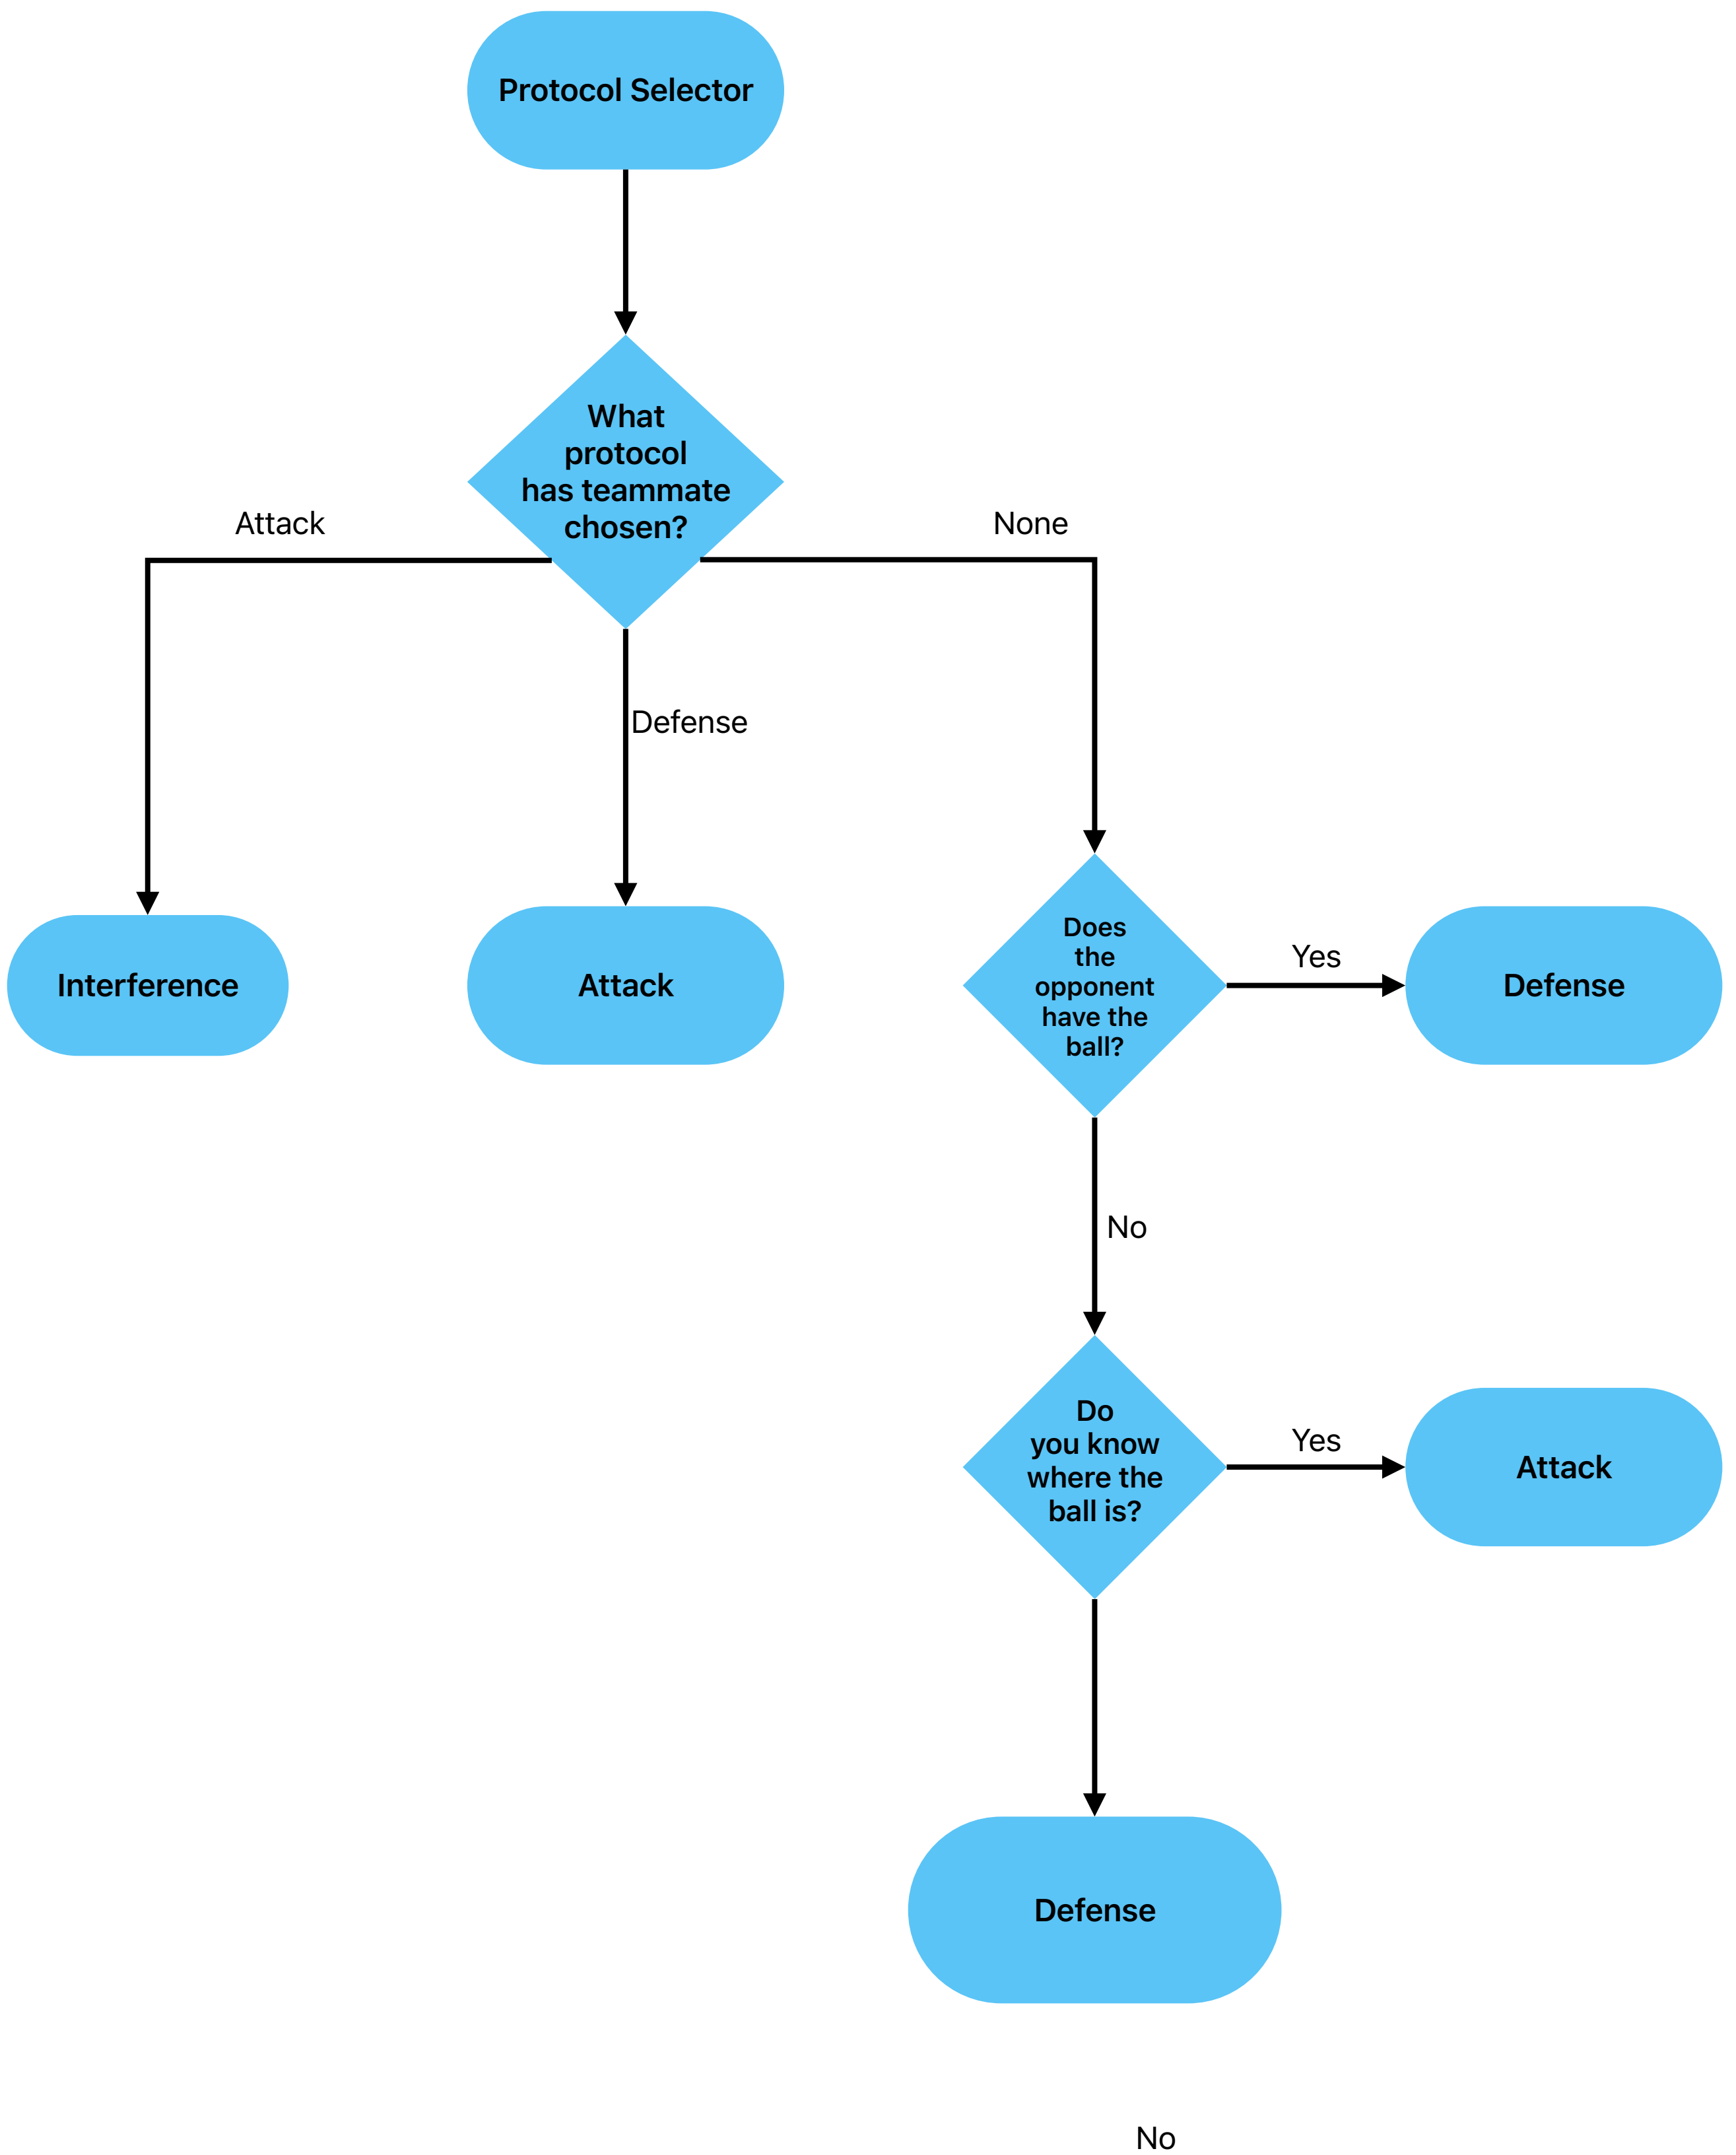 Protocol Selector
What
protocol
has teammate
chosen?
Attack
None
Defense
Interference
Attack
Does
the
opponent
have the
ball?
Yes
Defense
No
Do
you know
where the
ball is?
Yes
Attack
Defense
No